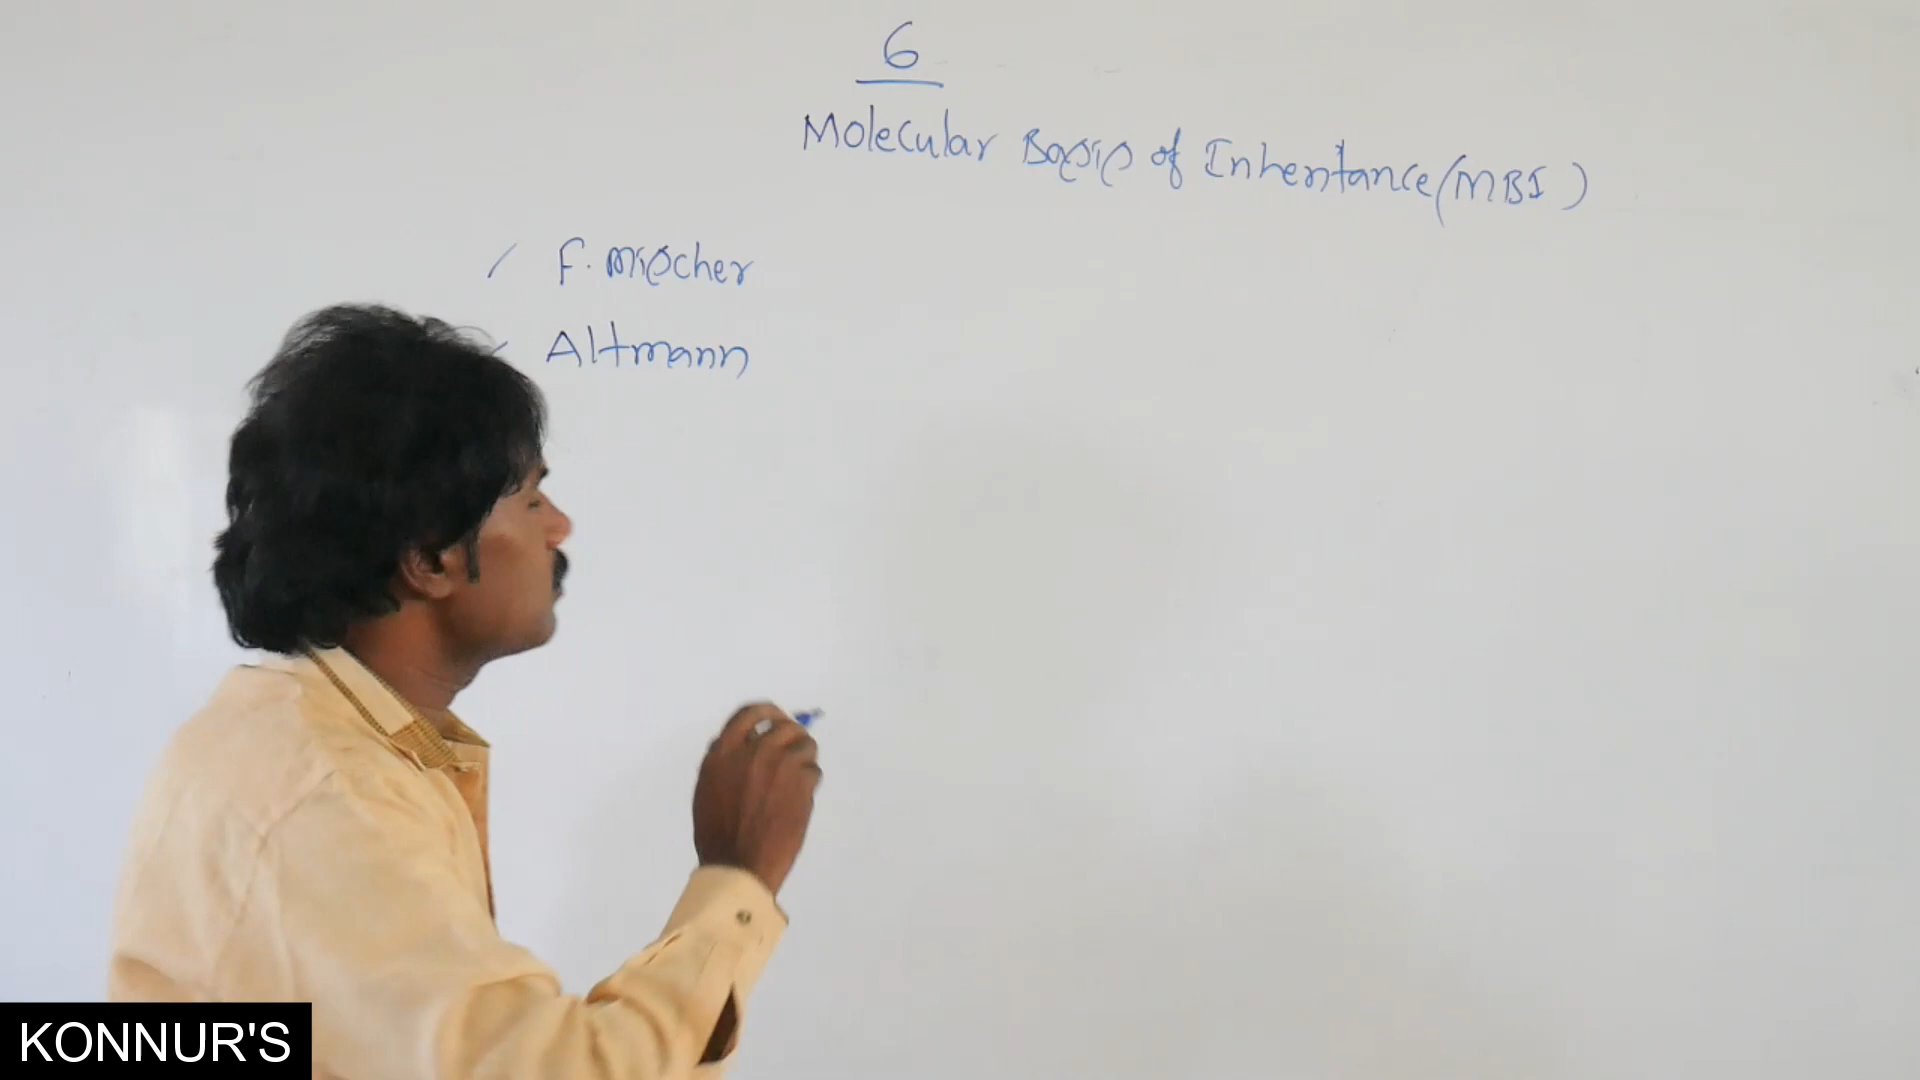 6
Molecular Basis of Inheritance (MBI)
F. Miescher
Altmann
KONNUR'S